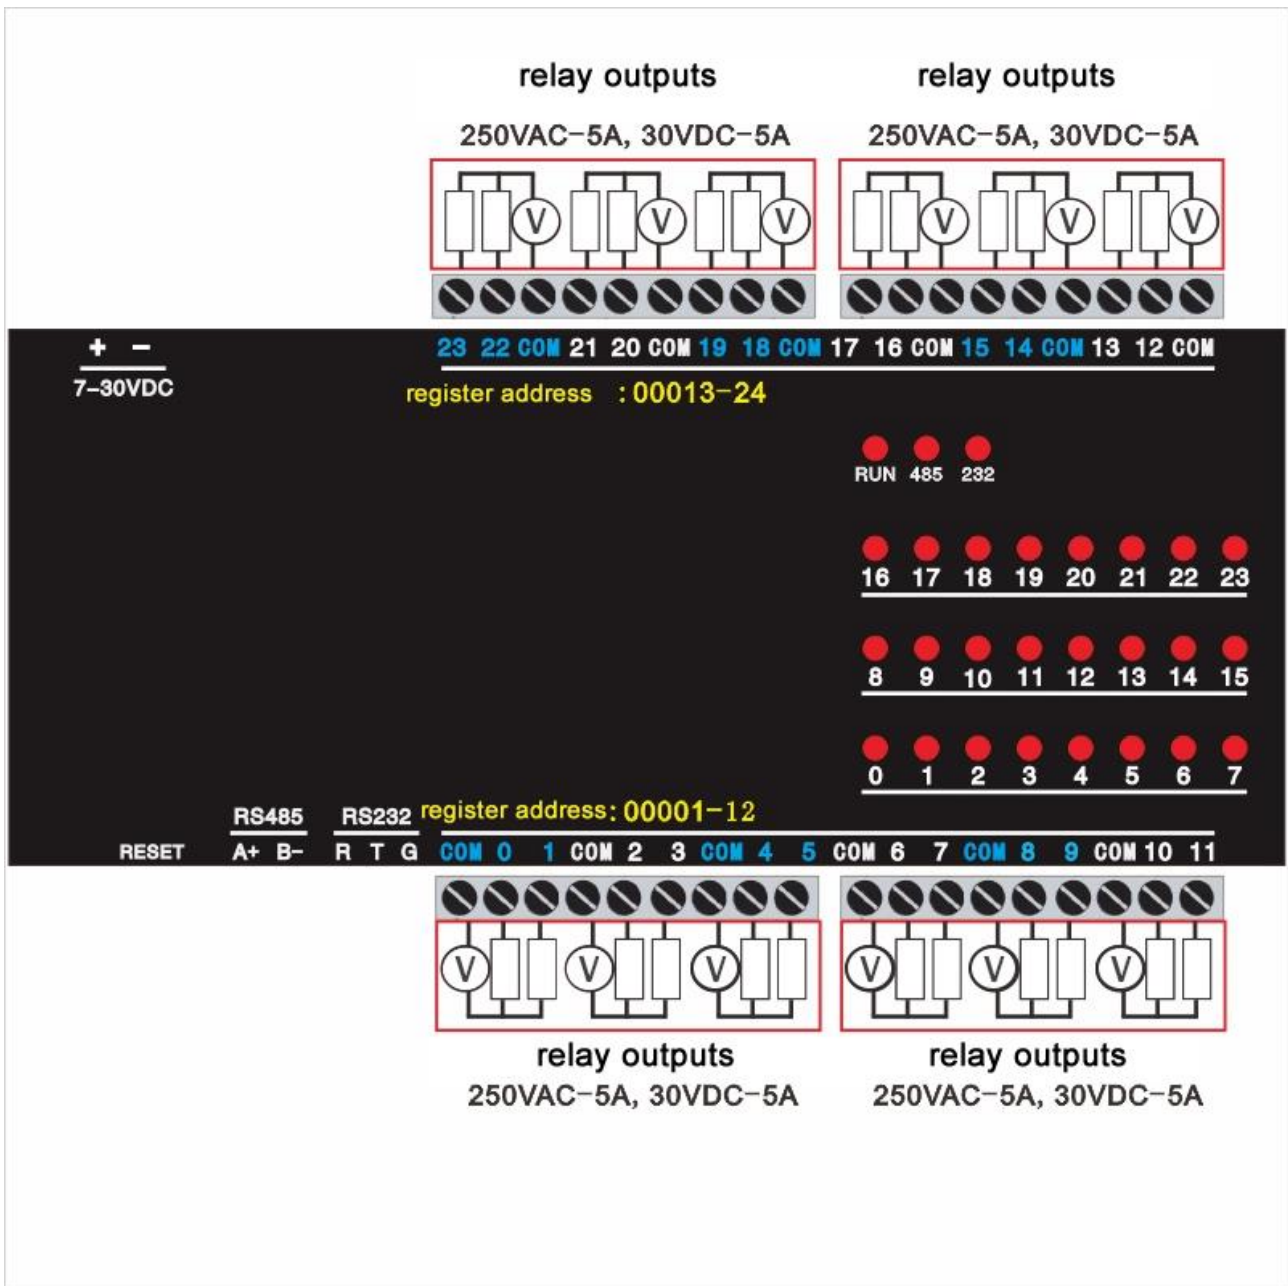 relay outputs relay outputs
250VAC-5A, 30VDC-5A 250VAC-5A, 30VDC-5A
V V V V V V
+ - 23 22 COM 21 20 COM 19 18 COM 17 16 COM 15 14 COM 13 12 COM
7-30VDC register address :00013-24
RUN 485 232
16 17 18 19 20 21 22 23
8 9 10 11 12 13 14 15
0 1 2 3 4 5 6 7
RS485 RS232 register address:00001-12
RESET A+ B- R T G COM 0 1 COM 2 3 COM 4 5 COM 6 7 COM 8 9 COM 10 11
V V V V V V
relay outputs relay outputs
250VAC-5A, 30VDC-5A 250VAC-5A, 30VDC-5A